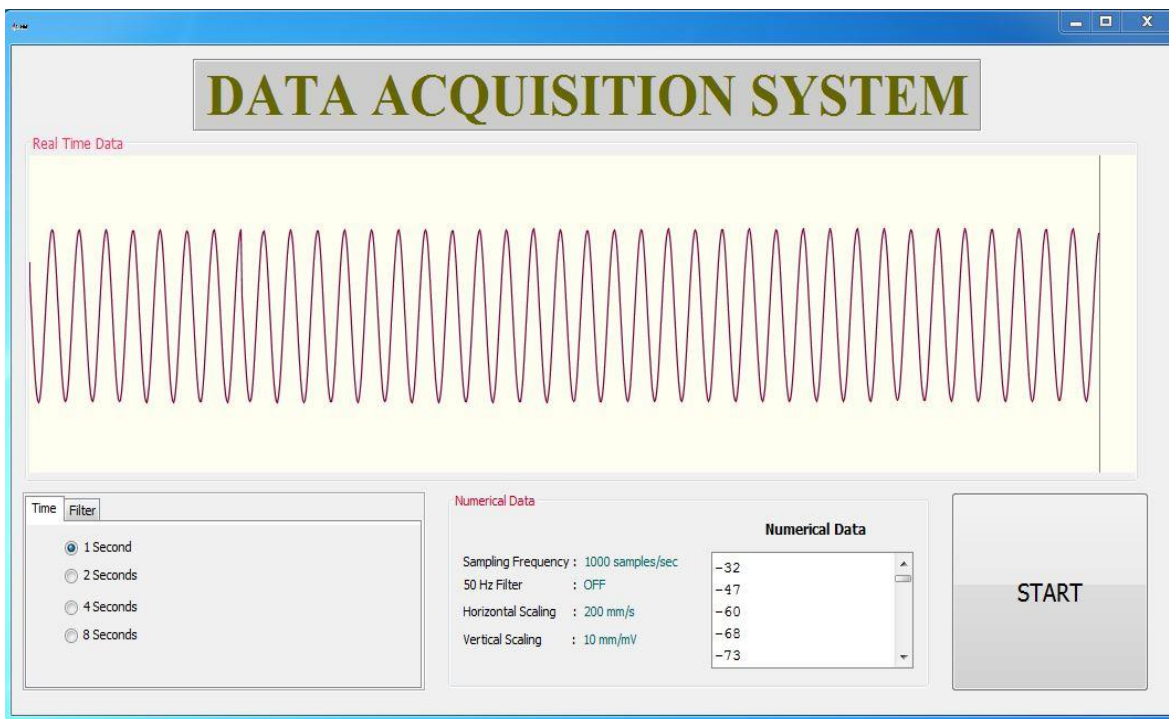 DATA ACQUISITION SYSTEM
Real Time Data
Time
Filter
1 Second
2 Seconds
4 Seconds
8 Seconds
Numerical Data
Numerical Data
Sampling Frequency : 1000 samples/sec
50 Hz Filter : OFF
Horizontal Scaling : 200 mm/s
Vertical Scaling : 10 mm/mV
-32
-47
-60
-68
-73
START